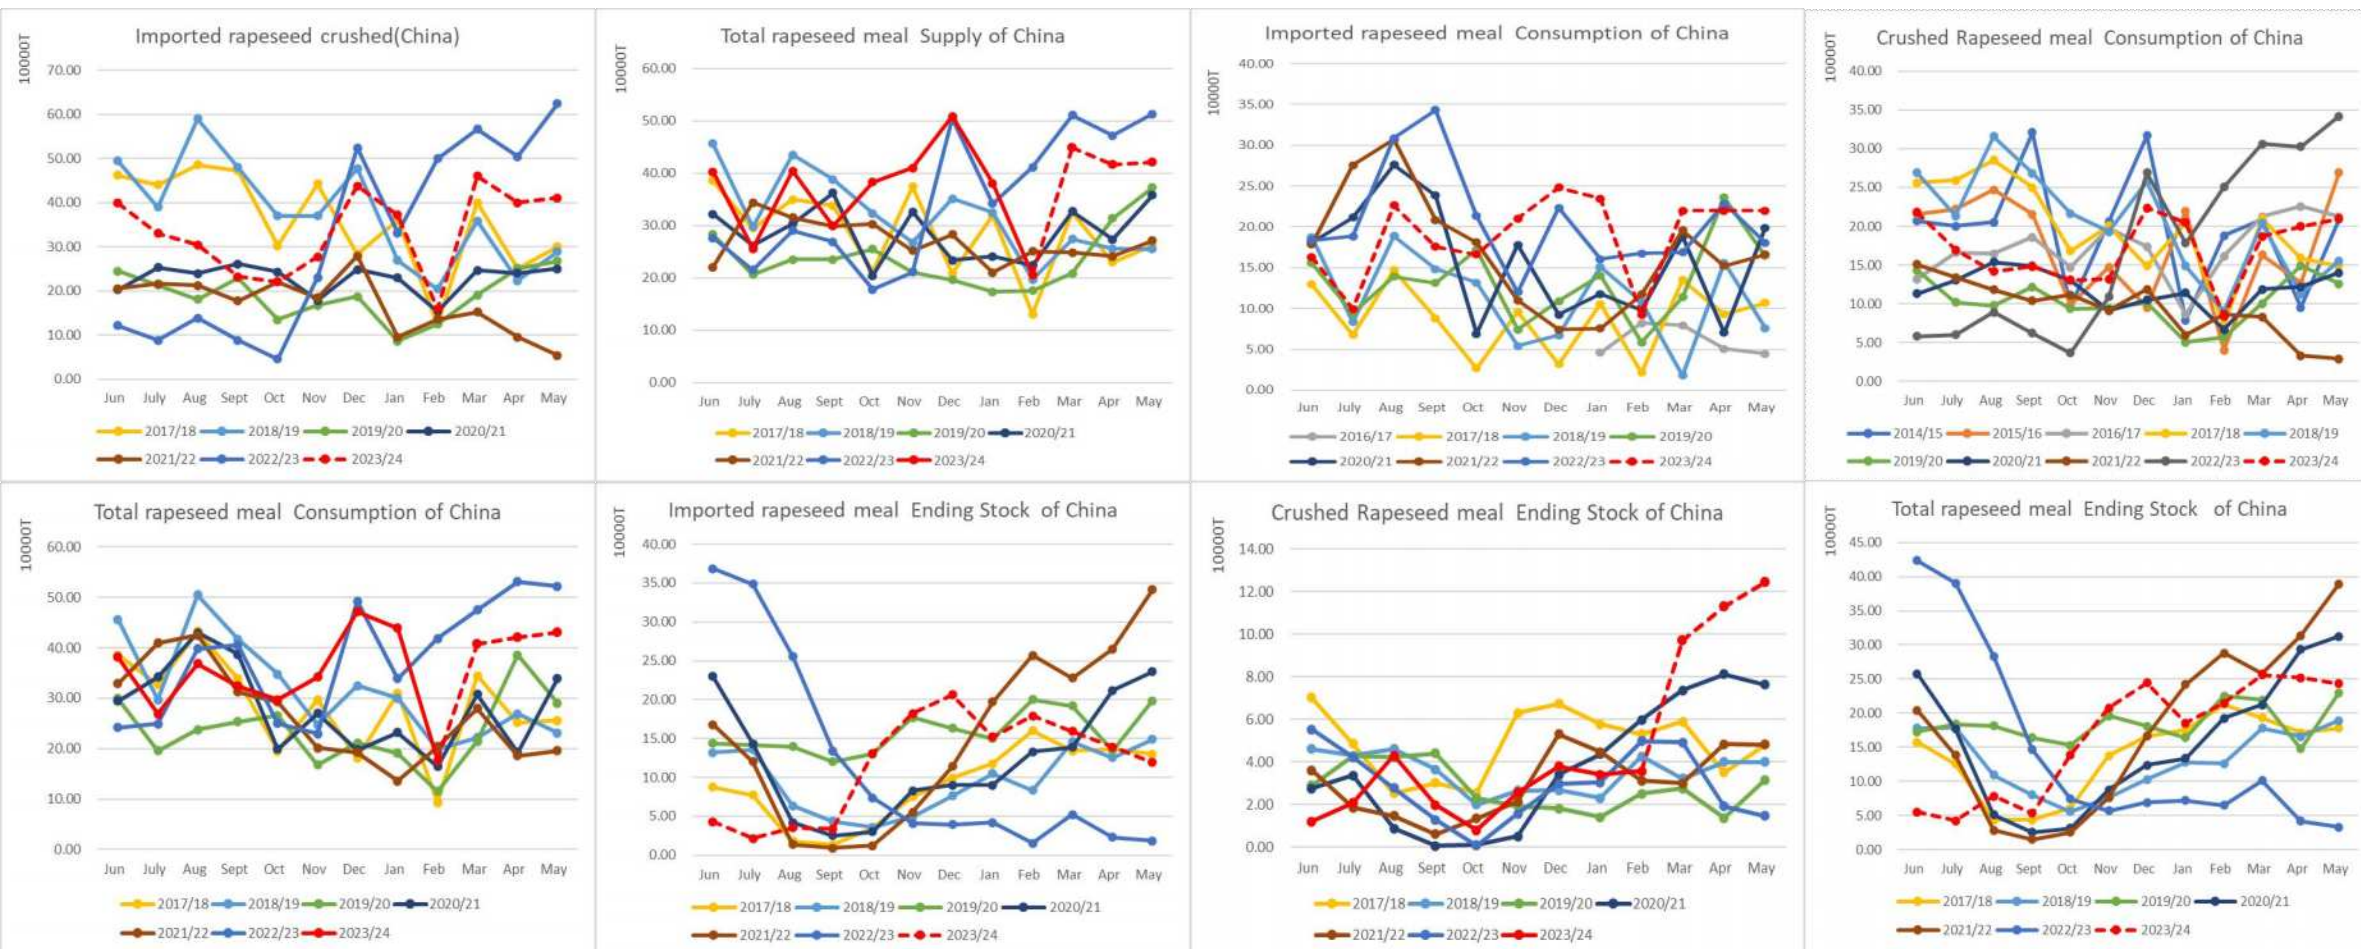 Imported rapeseed crushed(China)
10000T
70.00
60.00
50.00
40.00
30.00
20.00
10.00
0.00
Jun July Aug Sept Oct Nov Dec Jan Feb Mar Apr May
2017/18 2018/19 2019/20 2020/21
2021/22 2022/23 2023/24
Total rapeseed meal Supply of China
10000T
60.00
50.00
40.00
30.00
20.00
10.00
0.00
Jun July Aug Sept Oct Nov Dec Jan Feb Mar Apr May
2017/18 2018/19 2019/20 2020/21
2021/22 2022/23 2023/24
Imported rapeseed meal Consumption of China
10000T
40.00
35.00
30.00
25.00
20.00
15.00
10.00
5.00
0.00
Jun July Aug Sept Oct Nov Dec Jan Feb Mar Apr May
2016/17 2017/18 2018/19 2019/20
2020/21 2021/22 2022/23 2023/24
Crushed Rapeseed meal Consumption of China
10000T
40.00
35.00
30.00
25.00
20.00
15.00
10.00
5.00
0.00
Jun July Aug Sept Oct Nov Dec Jan Feb Mar Apr May
2014/15 2015/16 2016/17 2017/18 2018/19
2019/20 2020/21 2021/22 2022/23 2023/24
Total rapeseed meal Consumption of China
10000T
60.00
50.00
40.00
30.00
20.00
10.00
0.00
Jun July Aug Sept Oct Nov Dec Jan Feb Mar Apr May
2017/18 2018/19 2019/20 2020/21
2021/22 2022/23 2023/24
Imported rapeseed meal Ending Stock of China
10000T
40.00
35.00
30.00
25.00
20.00
15.00
10.00
5.00
0.00
Jun July Aug Sept Oct Nov Dec Jan Feb Mar Apr May
2017/18 2018/19 2019/20 2020/21
2021/22 2022/23 2023/24
Crushed Rapeseed meal Ending Stock of China
10000T
14.00
12.00
10.00
8.00
6.00
4.00
2.00
0.00
Jun July Aug Sept Oct Nov Dec Jan Feb Mar Apr May
2017/18 2018/19 2019/20 2020/21
2021/22 2022/23 2023/24
Total rapeseed meal Ending Stock of China
10000T
45.00
40.00
35.00
30.00
25.00
20.00
15.00
10.00
5.00
0.00
Jun July Aug Sept Oct Nov Dec Jan Feb Mar Apr May
2017/18 2018/19 2019/20 2020/21
2021/22 2022/23 2023/24